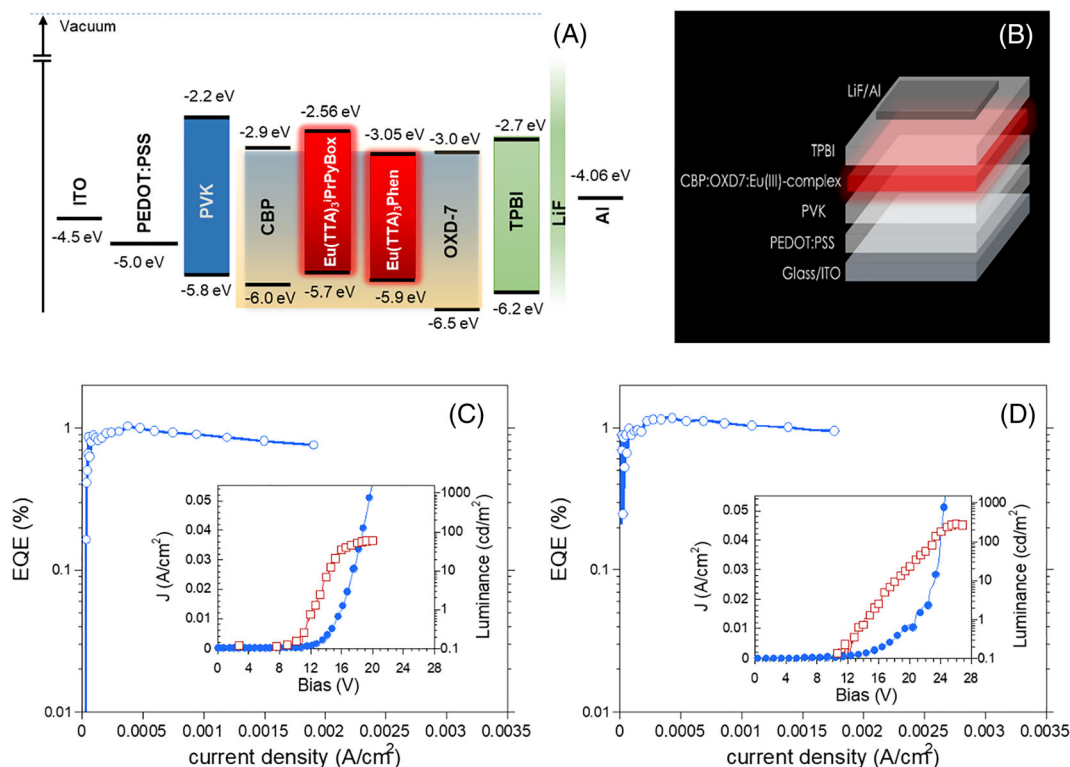 Vacuum
(A)
-2.2 eV
-2.56 eV
-2.9 eV
-3.05 eV
-3.0 eV
-2.7 eV
-4.06 eV
ITO
PEDOT:PSS
PVK
CBP
Eu(TTA)₃ⁱPrPyBox
Eu(TTA)₃Phen
OXD-7
TPBI
LiF
Al
-4.5 eV
-5.0 eV
-5.8 eV
-6.0 eV
-5.7 eV
-5.9 eV
-6.5 eV
-6.2 eV
(B)
LiF/Al
TPBI
CBP:OXD7:Eu(III)-complex
PVK
PEDOT:PSS
Glass/ITO
(C)
EQE (%)
1
0.1
0.01
0 0.0005 0.001 0.0015 0.002 0.0025 0.003 0.0035
current density (A/cm²)
J (A/cm²)
0.05
0.04
0.03
0.02
0.01
0
0 4 8 12 16 20 24 28
Bias (V)
1000
100
10
1
0.1
Luminance (cd/m²)
(D)
EQE (%)
1
0.1
0.01
0 0.0005 0.001 0.0015 0.002 0.0025 0.003 0.0035
current density (A/cm²)
J (A/cm²)
0.05
0.04
0.03
0.02
0.01
0
0 4 8 12 16 20 24 28
Bias (V)
1000
100
10
1
0.1
Luminance (cd/m²)